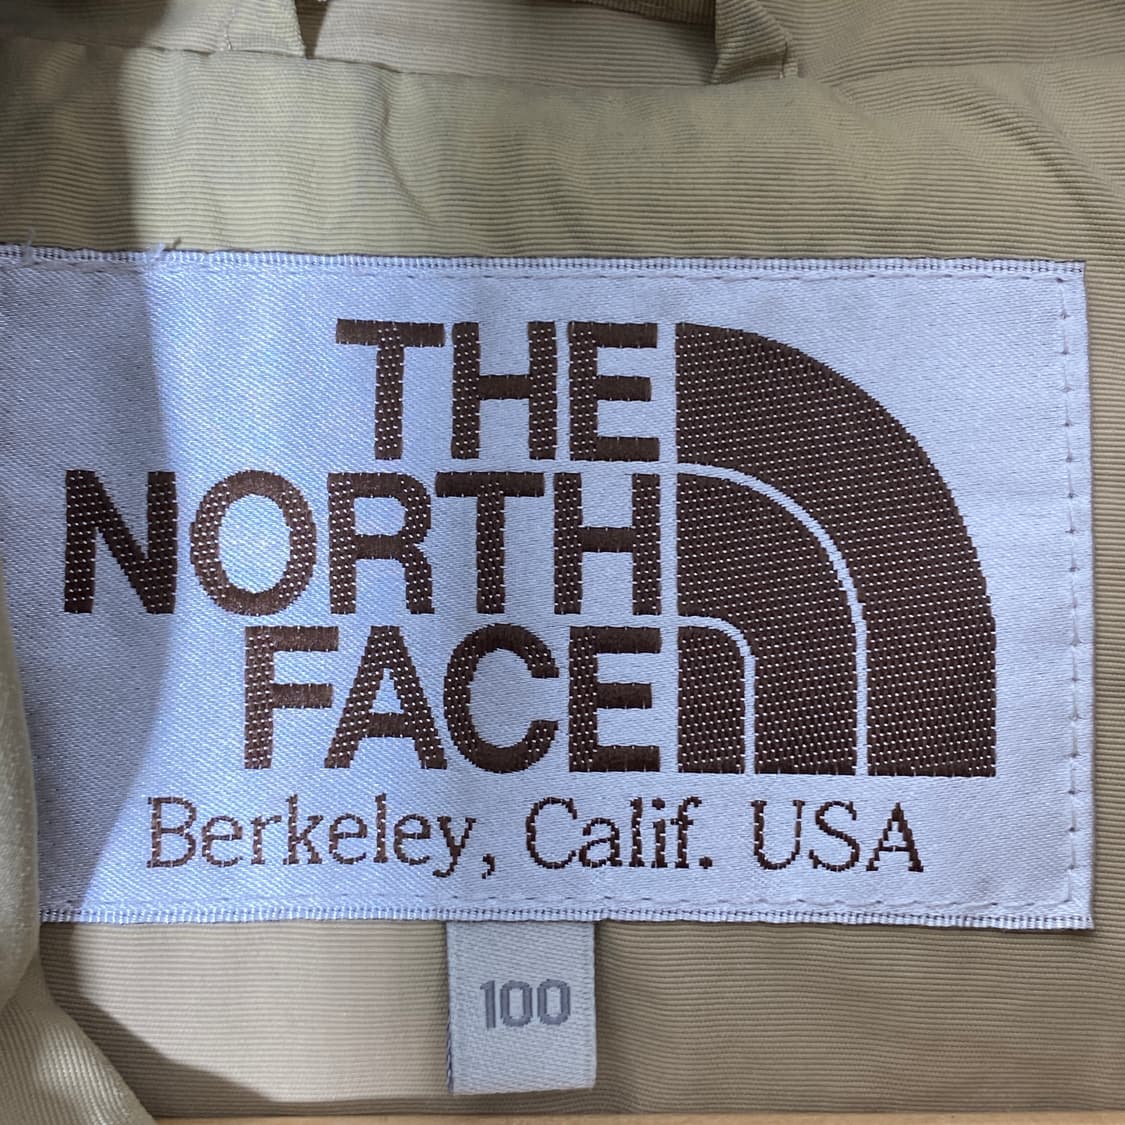 THE
NORTH
FACE
Berkeley, Calif. USA
100